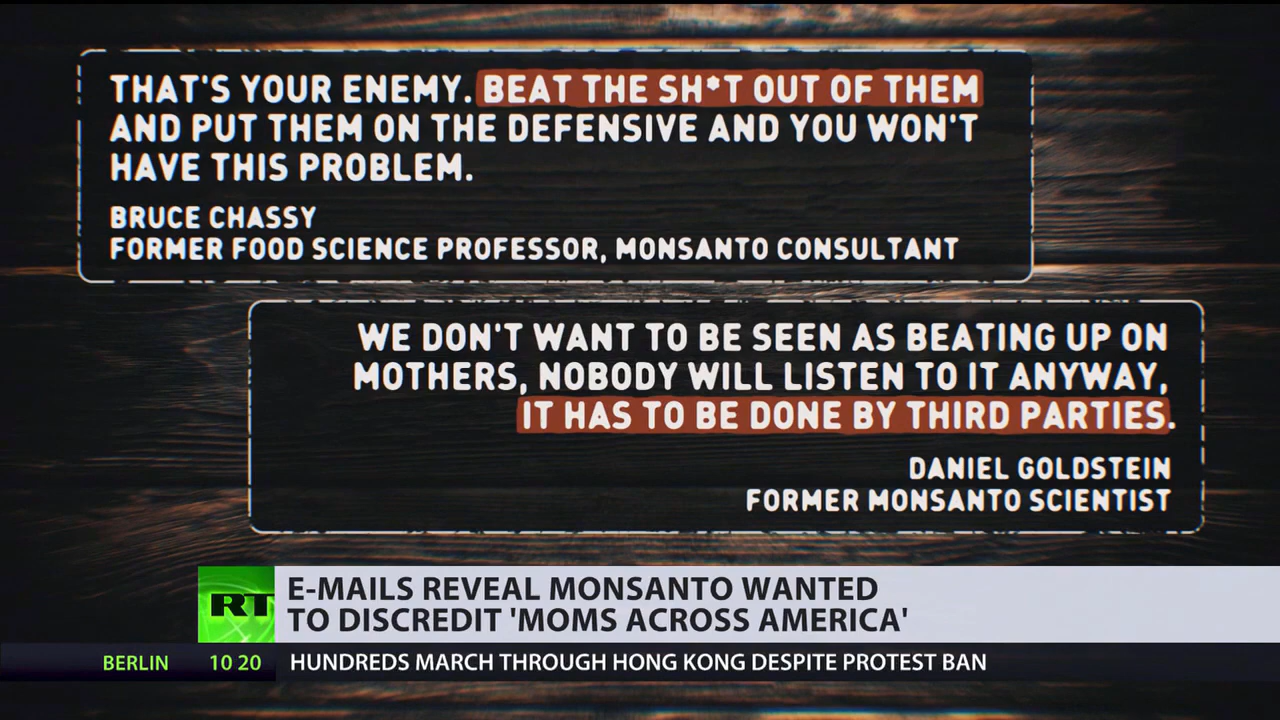 THAT'S YOUR ENEMY. BEAT THE SH*T OUT OF THEM
AND PUT THEM ON THE DEFENSIVE AND YOU WON'T
HAVE THIS PROBLEM.
BRUCE CHASSY
FORMER FOOD SCIENCE PROFESSOR, MONSANTO CONSULTANT
WE DON'T WANT TO BE SEEN AS BEATING UP ON
MOTHERS, NOBODY WILL LISTEN TO IT ANYWAY,
IT HAS TO BE DONE BY THIRD PARTIES.
DANIEL GOLDSTEIN
FORMER MONSANTO SCIENTIST
RT
E-MAILS REVEAL MONSANTO WANTED
TO DISCREDIT 'MOMS ACROSS AMERICA'
BERLIN 10 20 HUNDREDS MARCH THROUGH HONG KONG DESPITE PROTEST BAN